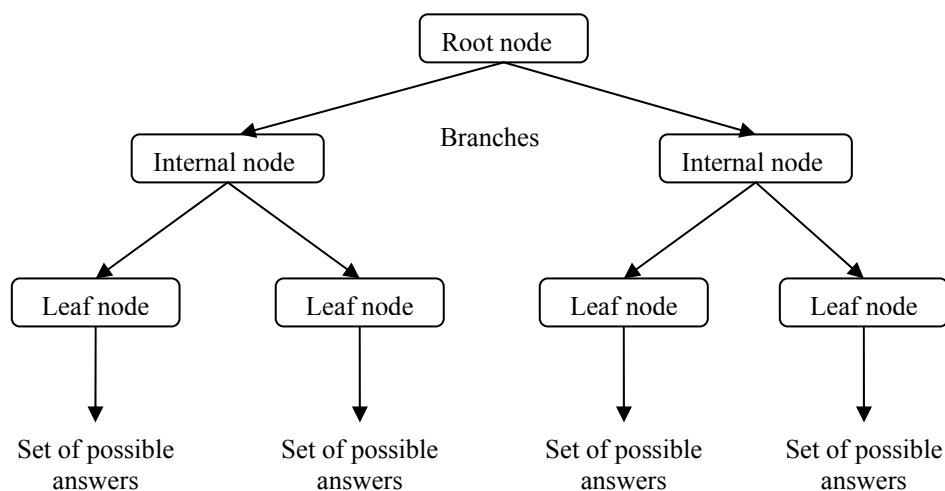 Root node
Branches
Internal node
Internal node
Leaf node
Leaf node
Leaf node
Leaf node
Set of possible
answers
Set of possible
answers
Set of possible
answers
Set of possible
answers